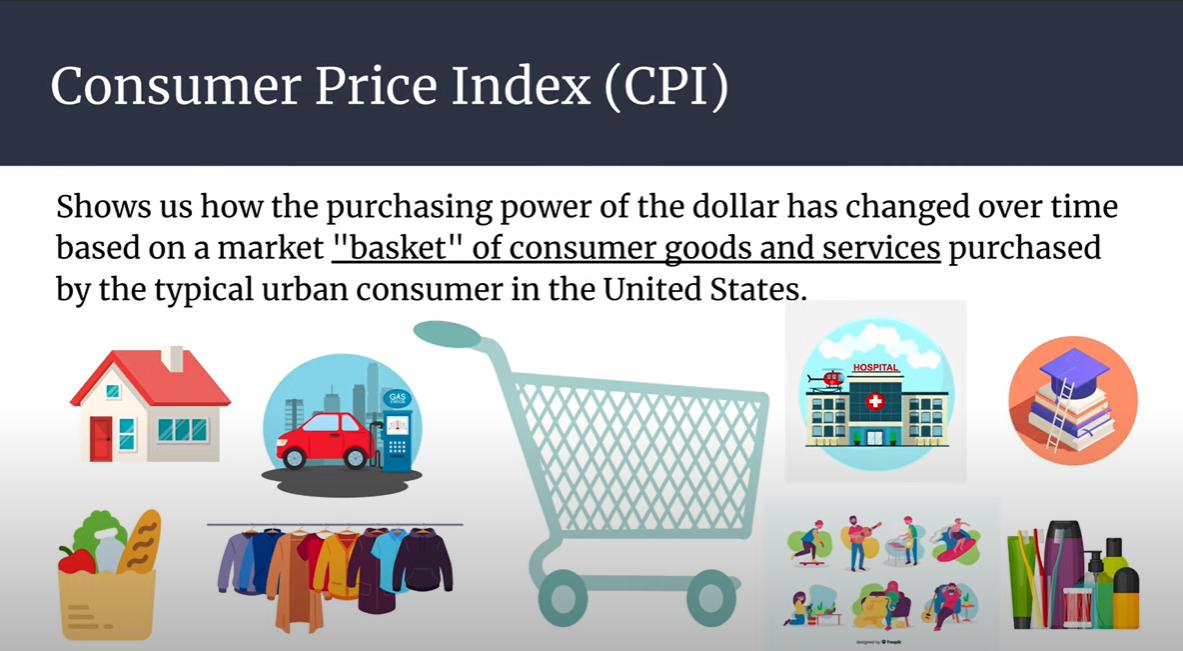 Consumer Price Index (CPI)
Shows us how the purchasing power of the dollar has changed over time
based on a market "basket" of consumer goods and services purchased
by the typical urban consumer in the United States.
HOSPITAL
GAS
designed by freepik